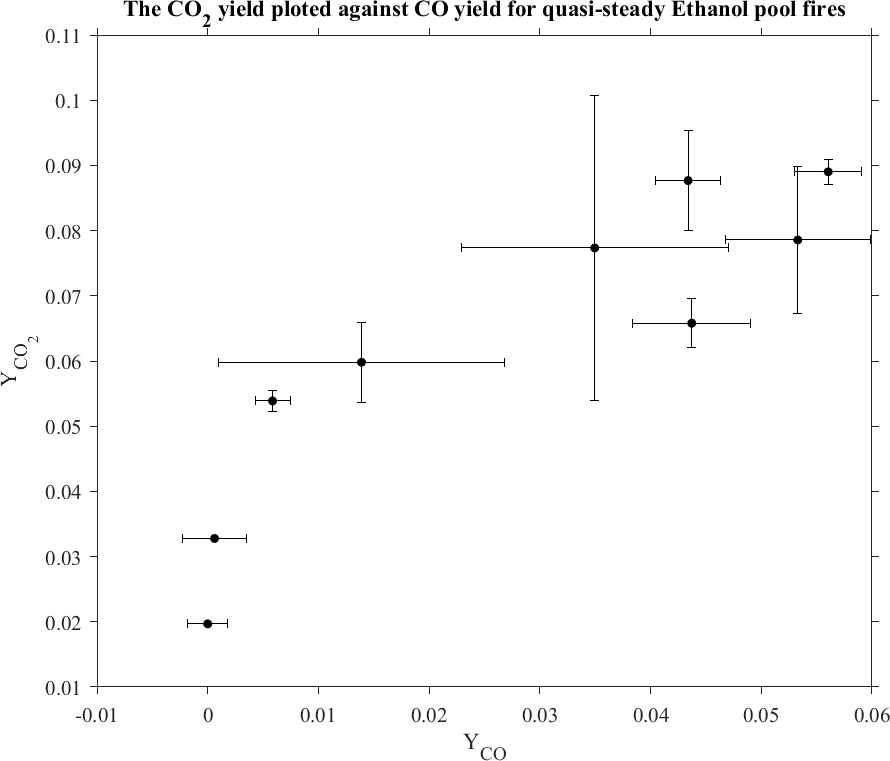 The CO2 yield ploted against CO yield for quasi-steady Ethanol pool fires
0.11
0.1
0.09
0.08
0.07
0.06
0.05
0.04
0.03
0.02
0.01
YCO2
-0.01 0 0.01 0.02 0.03 0.04 0.05 0.06
YCO